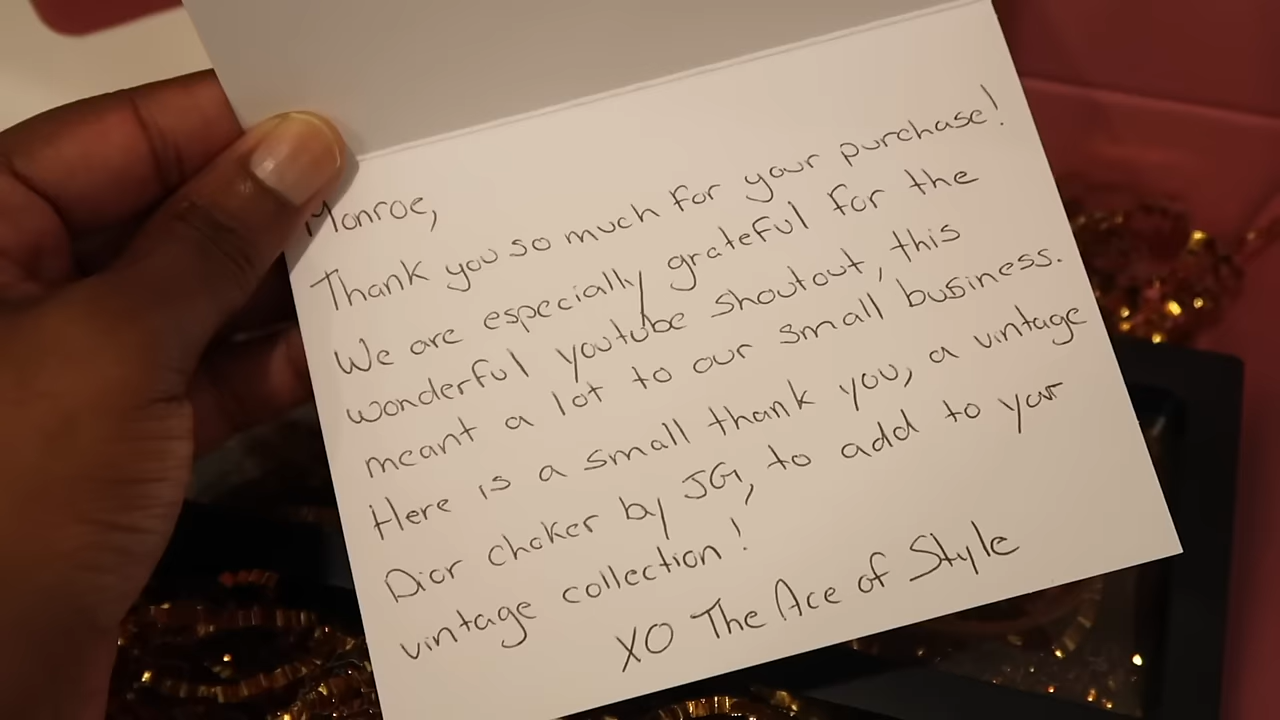 Monroe,
Thank you so much for your purchase!
We are especially grateful for the
wonderful youtube shoutout, this
meant a lot to our small business.
Here is a small thank you, a vintage
Dior choker by JG, to add to your
vintage collection!
XO The Ace of Style